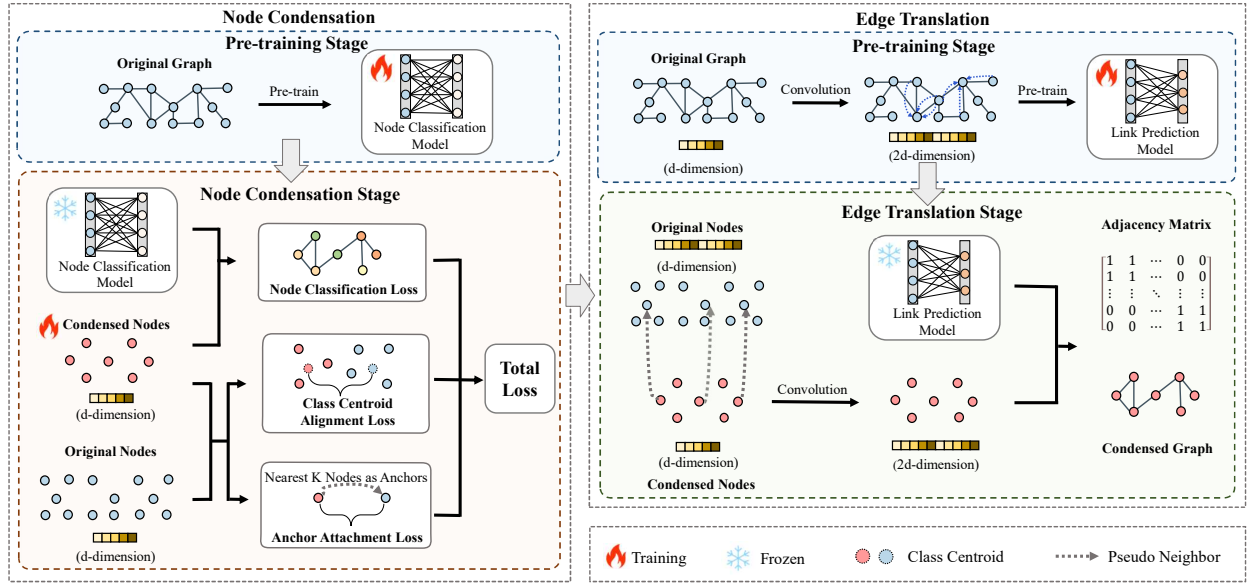 Node Condensation
Pre-training Stage
Original Graph
Pre-train
Node Classification
Model
Node Condensation Stage
Node Classification
Model
Condensed Nodes
(d-dimension)
Original Nodes
(d-dimension)
Node Classification Loss
Class Centroid
Alignment Loss
Nearest K Nodes as Anchors
Anchor Attachment Loss
Total
Loss
Edge Translation
Pre-training Stage
Original Graph
(d-dimension)
Convolution
(2d-dimension)
Pre-train
Link Prediction
Model
Edge Translation Stage
Original Nodes
(d-dimension)
(d-dimension)
Condensed Nodes
Convolution
Link Prediction
Model
(2d-dimension)
Adjacency Matrix
1 1 ⋯ 0 0
1 1 ⋯ 0 0
⋮ ⋮ ⋱ ⋮ ⋮
0 0 ⋯ 1 1
0 0 ⋯ 1 1
Condensed Graph
Training
Frozen
Class Centroid
Pseudo Neighbor